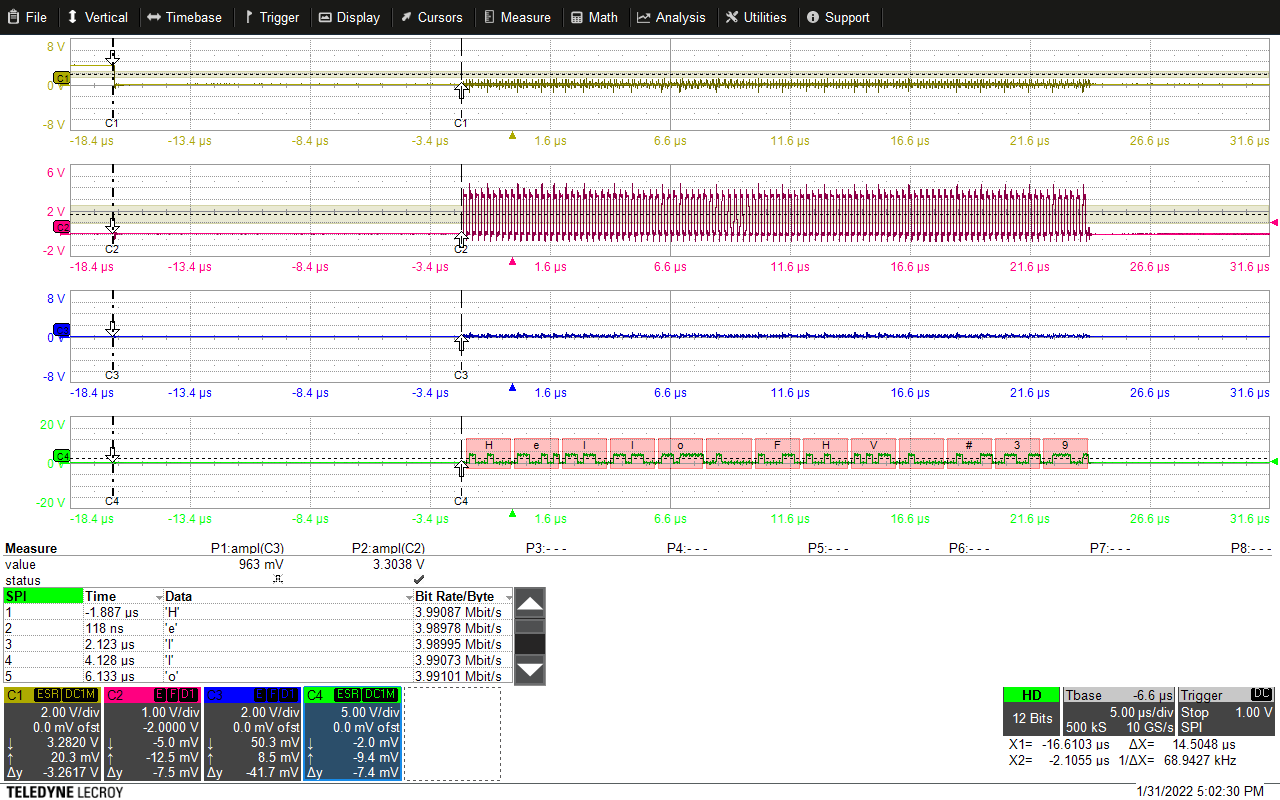 File Vertical Timebase Trigger Display Cursors Measure Math Analysis Utilities Support
8 V
C1
0 V
-8 V
C1 C1
-18.4 µs -13.4 µs -8.4 µs -3.4 µs 1.6 µs 6.6 µs 11.6 µs 16.6 µs 21.6 µs 26.6 µs 31.6 µs
6 V
2 V
C2
-2 V
C2 C2
-18.4 µs -13.4 µs -8.4 µs -3.4 µs 1.6 µs 6.6 µs 11.6 µs 16.6 µs 21.6 µs 26.6 µs 31.6 µs
8 V
C3
0 V
-8 V
C3 C3
-18.4 µs -13.4 µs -8.4 µs -3.4 µs 1.6 µs 6.6 µs 11.6 µs 16.6 µs 21.6 µs 26.6 µs 31.6 µs
20 V
H e l l o F H V # 3 9
C4
0 V
-20 V
C4 C4
-18.4 µs -13.4 µs -8.4 µs -3.4 µs 1.6 µs 6.6 µs 11.6 µs 16.6 µs 21.6 µs 26.6 µs 31.6 µs
Measure P1:ampl(C3) P2:ampl(C2) P3:- - - P4:- - - P5:- - - P6:- - - P7:- - - P8:- - -
value 963 mV 3.3038 V
status
SPI Time Data Bit Rate/Byte
1 -1.887 µs 'H' 3.99087 Mbit/s
2 118 ns 'e' 3.98978 Mbit/s
3 2.123 µs 'l' 3.98995 Mbit/s
4 4.128 µs 'l' 3.99073 Mbit/s
5 6.133 µs 'o' 3.99101 Mbit/s
C1 ESR DC1M
2.00 V/div
0.0 mV ofst
↓ 3.2820 V
↑ 20.3 mV
Δy -3.2617 V
C2 E F D1
1.00 V/div
-2.0000 V
↓ -5.0 mV
↑ -12.5 mV
Δy -7.5 mV
C3 E F D1
2.00 V/div
0.0 mV ofst
↓ 50.3 mV
↑ 8.5 mV
Δy -41.7 mV
C4 ESR DC1M
5.00 V/div
0.0 mV ofst
↓ -2.0 mV
↑ -9.4 mV
Δy -7.4 mV
HD
12 Bits
Tbase -6.6 µs
5.00 µs/div
500 kS 10 GS/s
Trigger DC
Stop 1.00 V
SPI
X1= -16.6103 µs ΔX= 14.5048 µs
X2= -2.1055 µs 1/ΔX= 68.9427 kHz
TELEDYNE LECROY
1/31/2022 5:02:30 PM